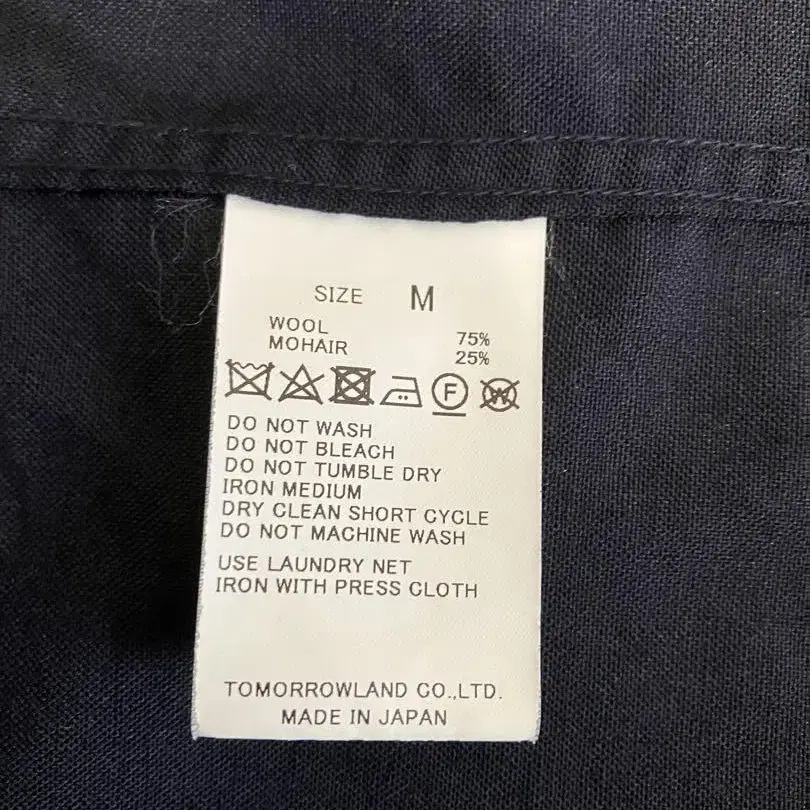 SIZE M
WOOL 75%
MOHAIR 25%
F W
DO NOT WASH
DO NOT BLEACH
DO NOT TUMBLE DRY
IRON MEDIUM
DRY CLEAN SHORT CYCLE
DO NOT MACHINE WASH
USE LAUNDRY NET
IRON WITH PRESS CLOTH
TOMORROWLAND CO.,LTD.
MADE IN JAPAN